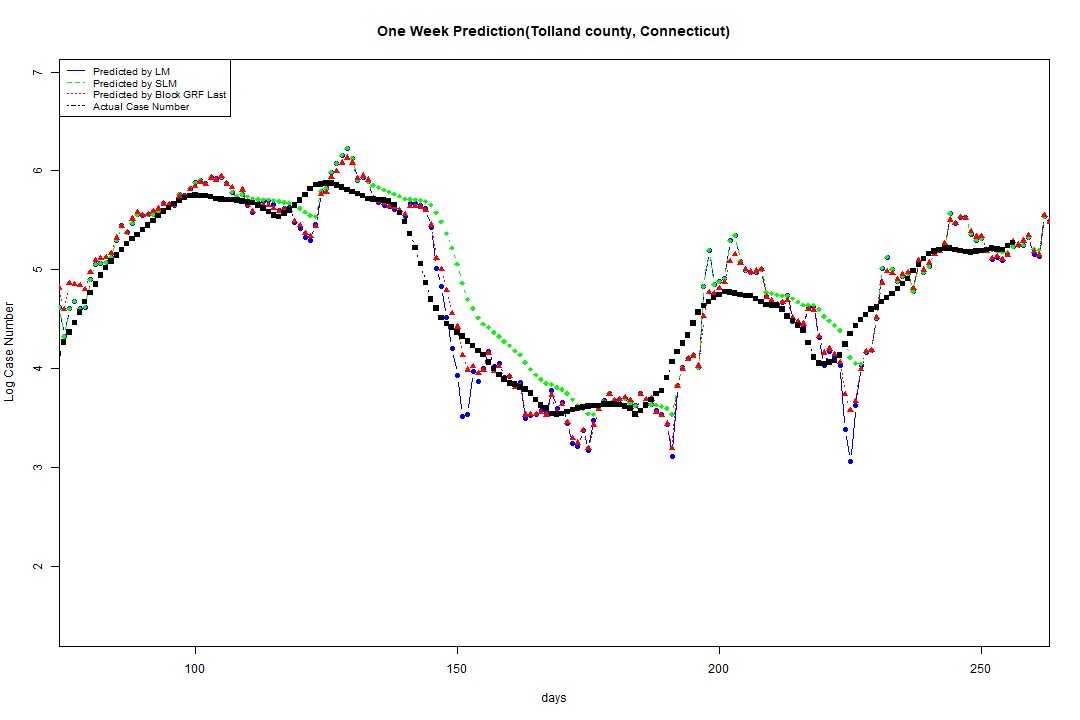 One Week Prediction(Tolland county, Connecticut)
Predicted by LM
Predicted by SLM
Predicted by Block GRF Last
Actual Case Number
7
6
5
4
3
2
Log Case Number
100 150 200 250
days